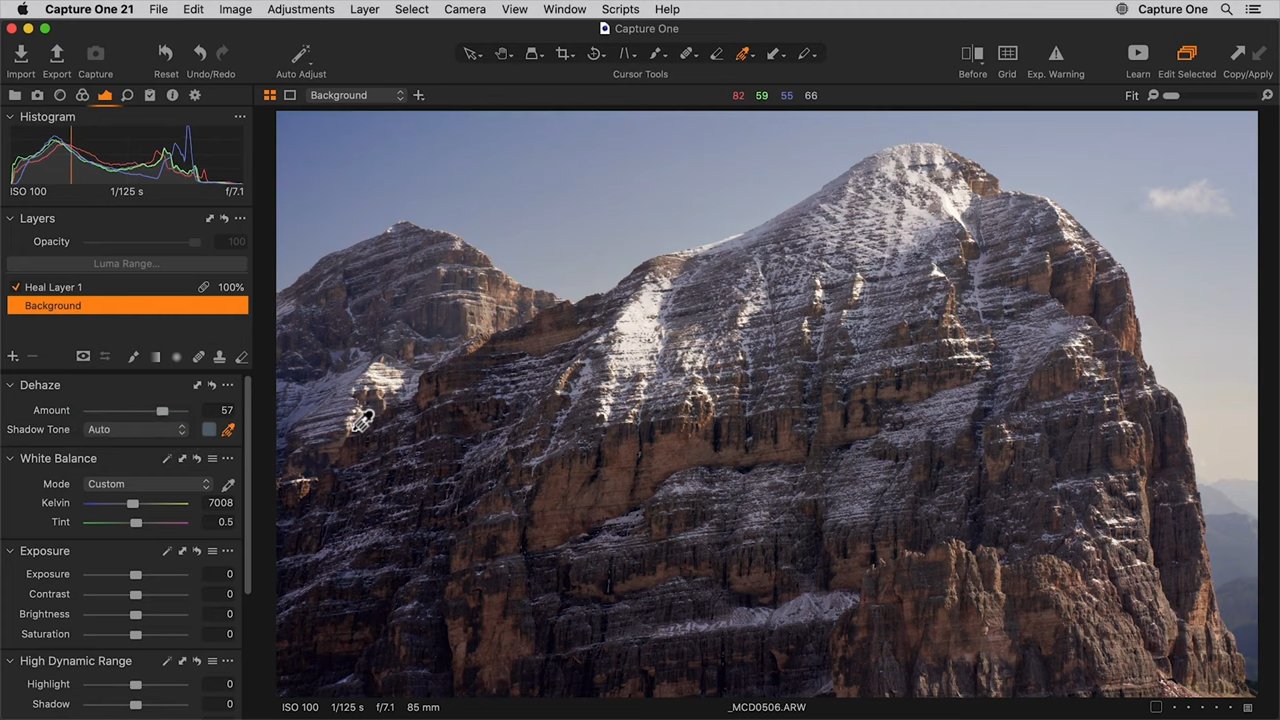 Capture One 21 File Edit Image Adjustments Layer Select Camera View Window Scripts Help Capture One
Capture One
Import Export Capture Reset Undo/Redo Auto Adjust Cursor Tools Before Grid Exp. Warning Learn Edit Selected Copy/Apply
Background 82 59 55 66 Fit
Histogram
ISO 100 1/125 s f/7.1
Layers
Opacity 100
Luma Range...
Heal Layer 1 100%
Background
Dehaze
Amount 57
Shadow Tone Auto
White Balance
Mode Custom
Kelvin 7008
Tint 0.5
Exposure
Exposure 0
Contrast 0
Brightness 0
Saturation 0
High Dynamic Range
Highlight 0
Shadow 0
ISO 100 1/125 s f/7.1 85 mm _MCD0506.ARW